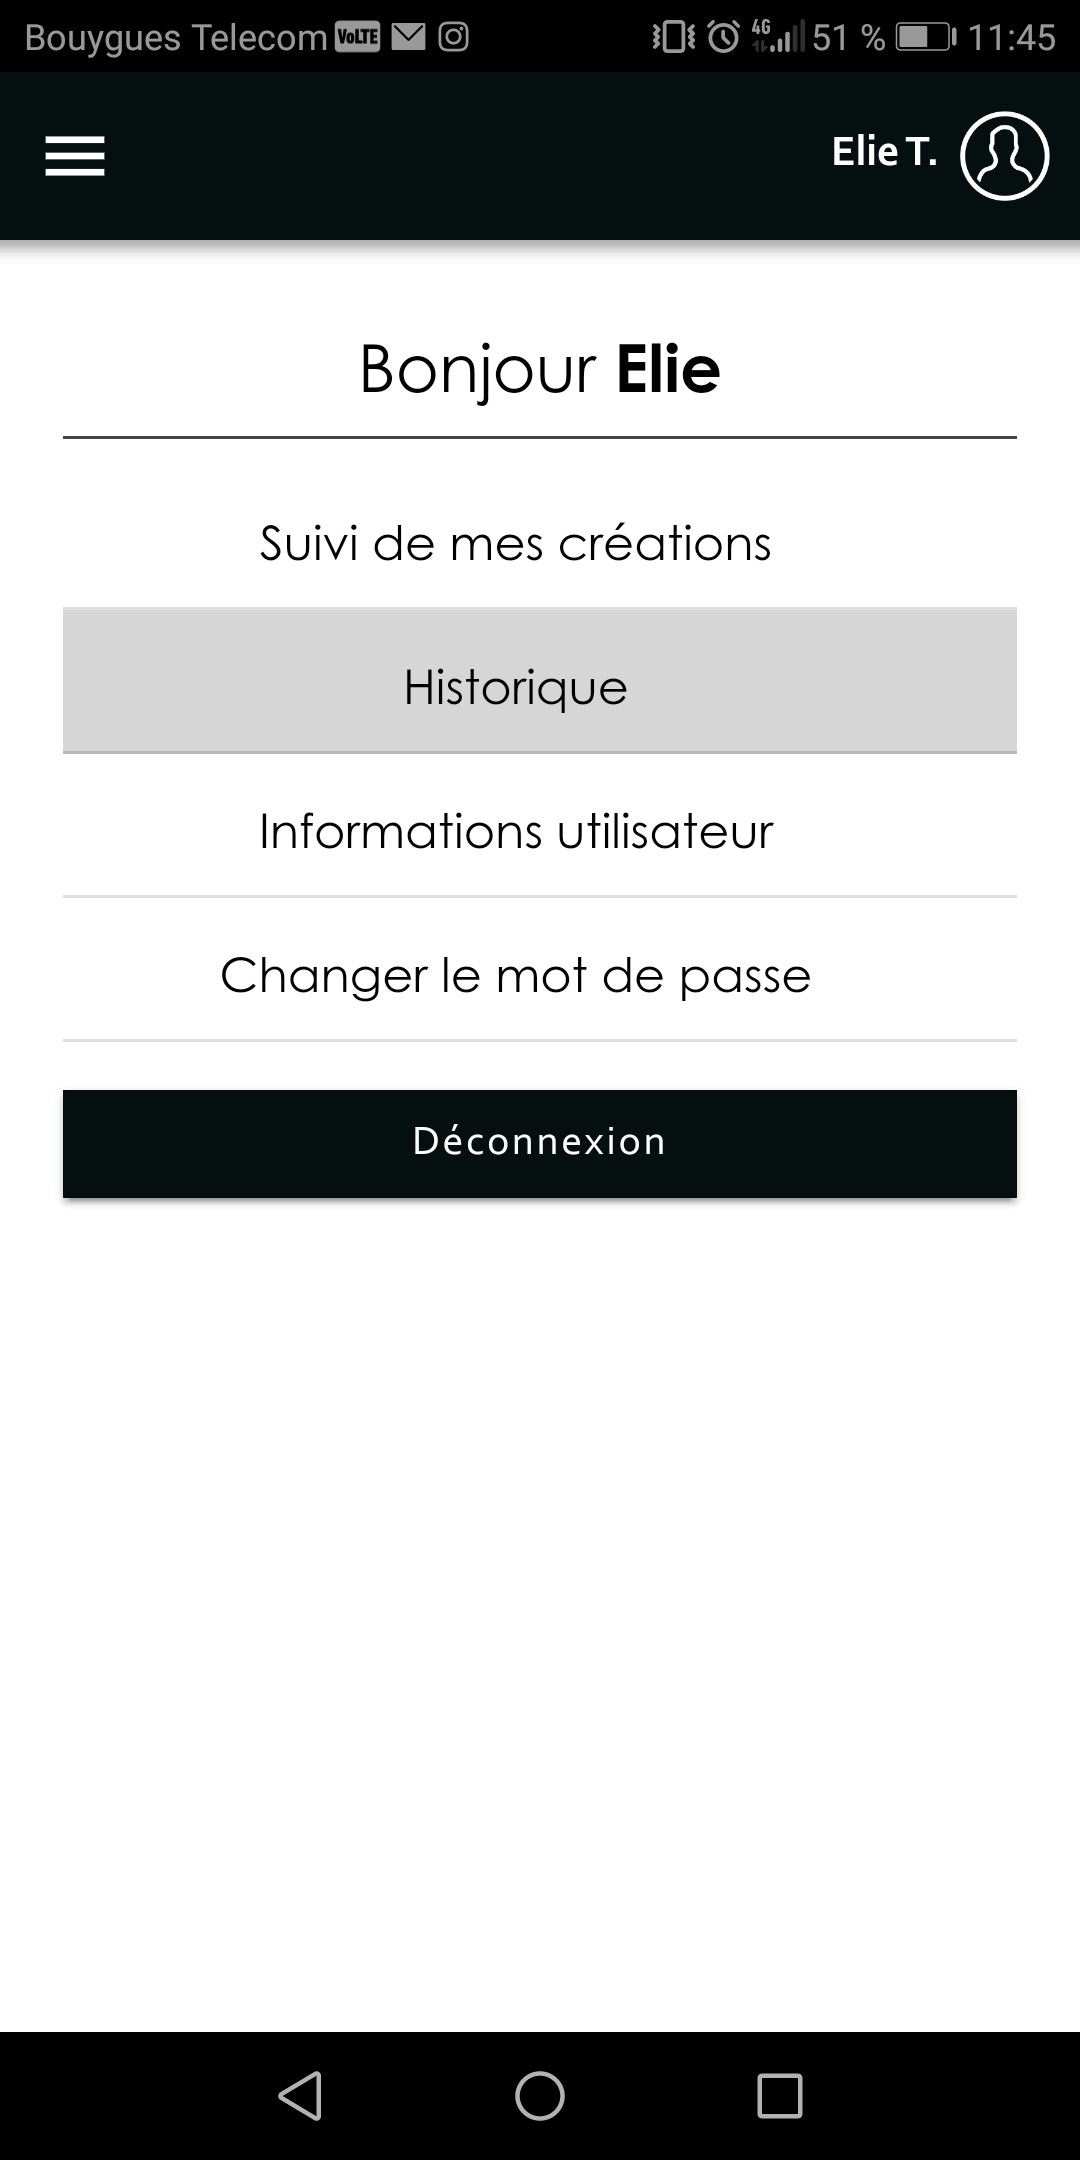 Bouygues Telecom VoLTE 4G 51 % 11:45
Elie T.
Bonjour Elie
Suivi de mes créations
Historique
Informations utilisateur
Changer le mot de passe
Déconnexion